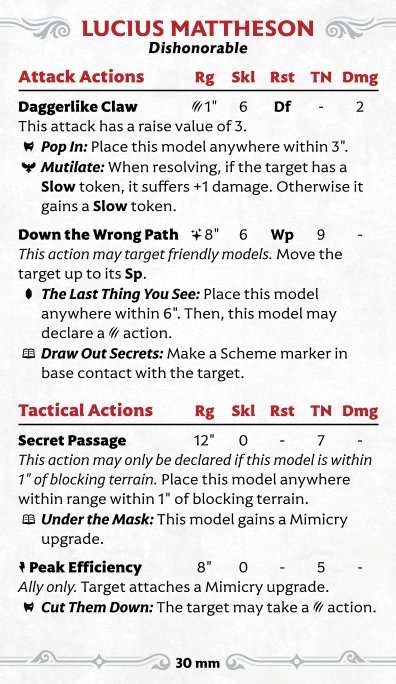 LUCIUS MATTHESON
Dishonorable
Attack Actions Rg Skl Rst TN Dmg
Daggerlike Claw 1" 6 Df - 2
This attack has a raise value of 3.
Pop In: Place this model anywhere within 3".
Mutilate: When resolving, if the target has a
Slow token, it suffers +1 damage. Otherwise it
gains a Slow token.
Down the Wrong Path 8" 6 Wp 9 -
This action may target friendly models. Move the
target up to its Sp.
The Last Thing You See: Place this model
anywhere within 6". Then, this model may
declare a action.
Draw Out Secrets: Make a Scheme marker in
base contact with the target.
Tactical Actions Rg Skl Rst TN Dmg
Secret Passage 12" 0 - 7 -
This action may only be declared if this model is within
1" of blocking terrain. Place this model anywhere
within range within 1" of blocking terrain.
Under the Mask: This model gains a Mimicry
upgrade.
Peak Efficiency 8" 0 - 5 -
Ally only. Target attaches a Mimicry upgrade.
Cut Them Down: The target may take a action.
30 mm